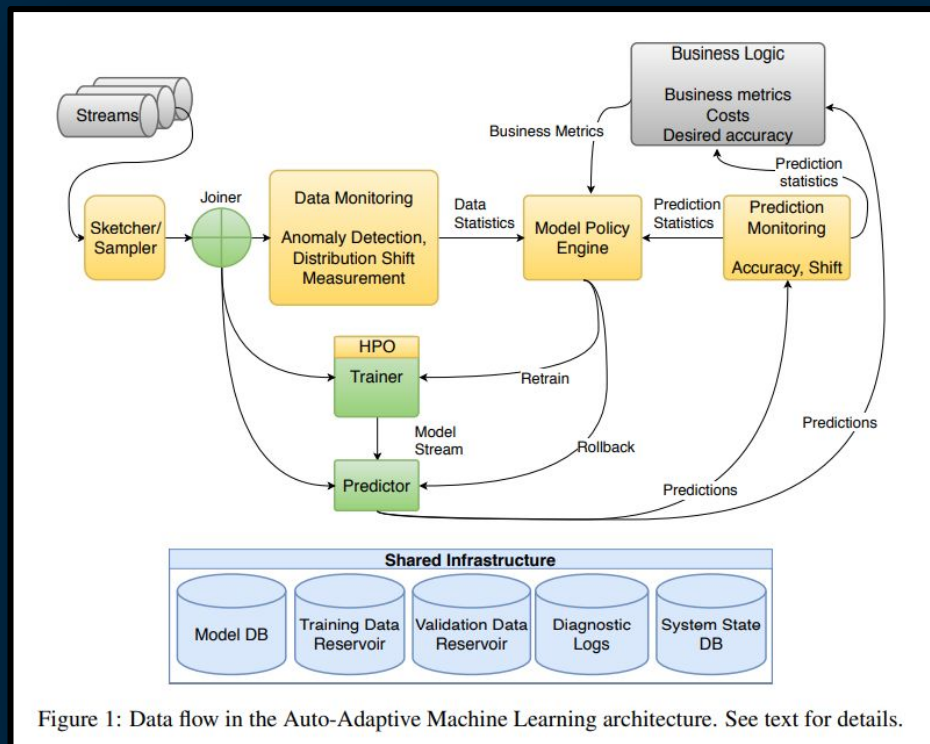 Streams
Business Logic
Business metrics
Costs
Desired accuracy
Business Metrics
Prediction
statistics
Sketcher/
Sampler
Joiner
Data Monitoring
Anomaly Detection,
Distribution Shift
Measurement
Data
Statistics
Model Policy
Engine
Prediction
Statistics
Prediction
Monitoring
Accuracy, Shift
HPO
Trainer
Retrain
Model
Stream
Rollback
Predictions
Predictor
Predictions
Shared Infrastructure
Model DB
Training Data
Reservoir
Validation Data
Reservoir
Diagnostic
Logs
System State
DB
Figure 1: Data flow in the Auto-Adaptive Machine Learning architecture. See text for details.